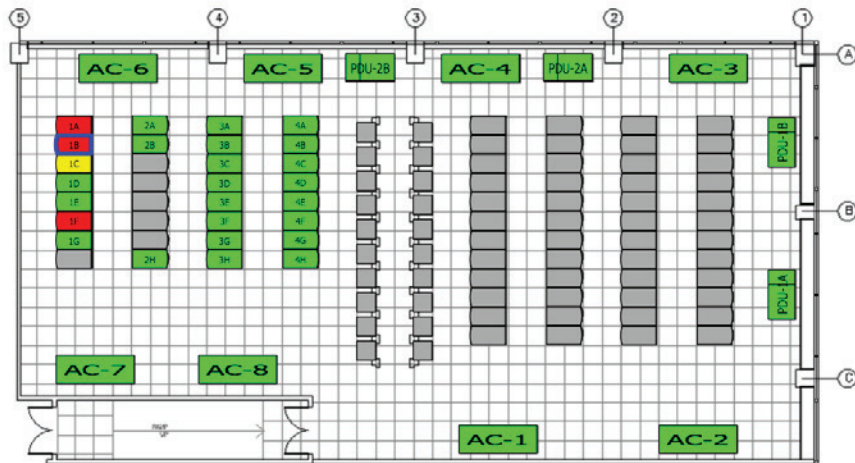 5 4 3 2 1
A
AC-6 AC-5 PDU-2B AC-4 PDU-2A AC-3
1A 2A 3A 4A
PDU-1B
1B 2B 3B 4B
1C 3C 4C
1D 3D 4D
1E 3E 4E
B
1F 3F 4F
1G 3G 4G
2H 3H 4H
PDU-1A
AC-7 AC-8
C
UP
AC-1 AC-2